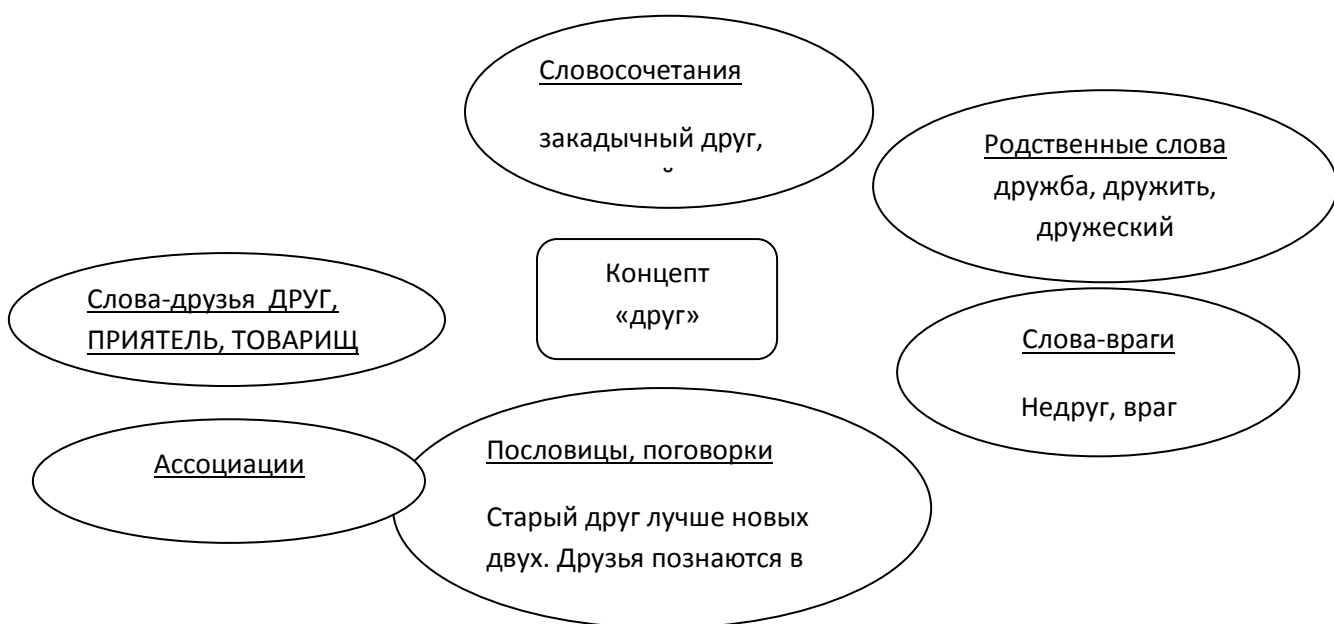 Словосочетания
закадычный друг,
Родственные слова
дружба, дружить,
дружеский
Концепт
«друг»
Слова-друзья ДРУГ,
ПРИЯТЕЛЬ, ТОВАРИЩ
Слова-враги
Недруг, враг
Ассоциации
Пословицы, поговорки
Старый друг лучше новых
двух. Друзья познаются в